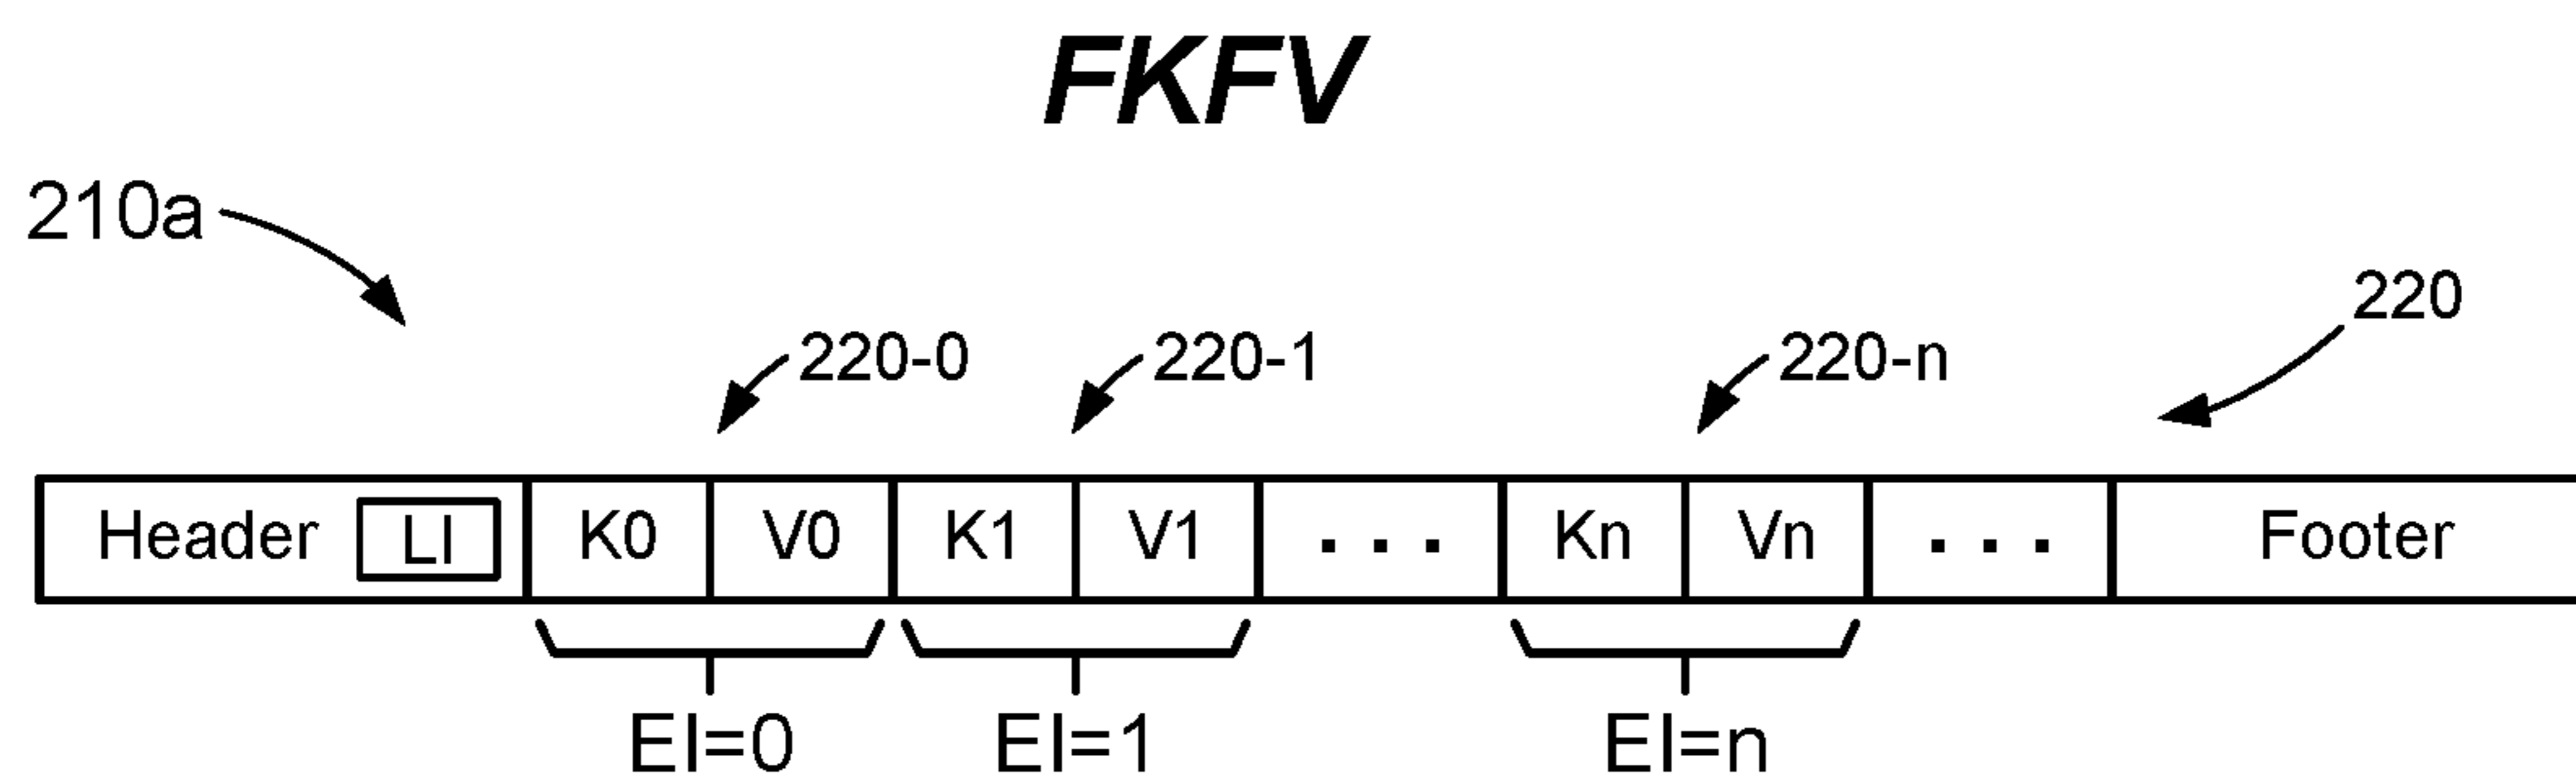 FKFV
210a
220
220-0 220-1 220-n
Header LI K0 V0 K1 V1 ... Kn Vn ... Footer
EI=0 EI=1 EI=n